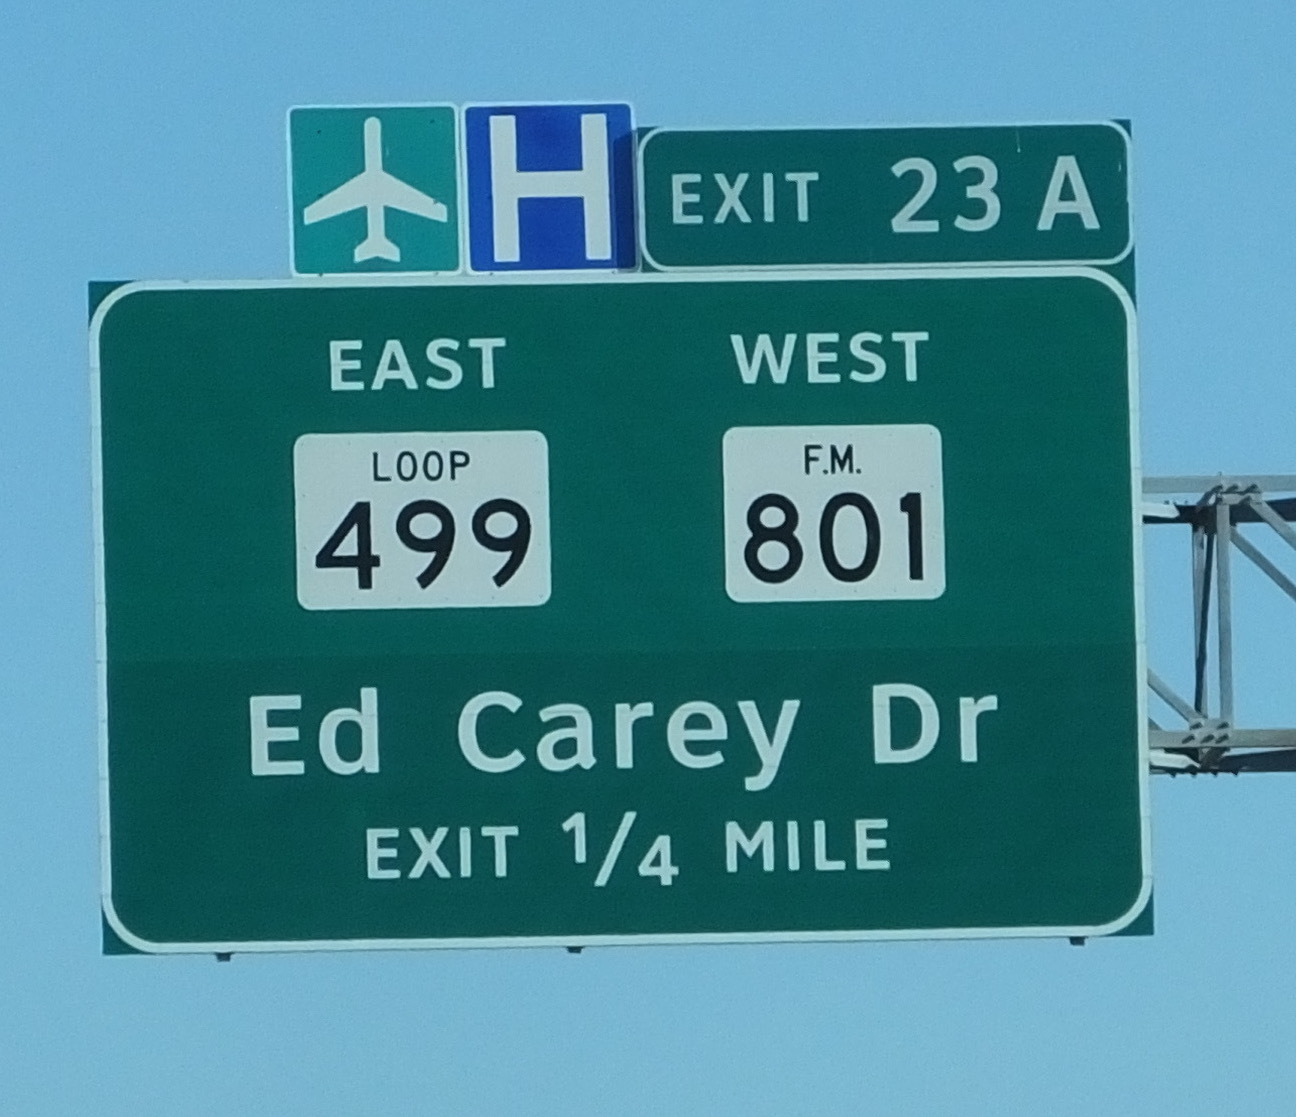 H EXIT 23 A
EAST WEST
LOOP F.M.
499 801
Ed Carey Dr
EXIT 1/4 MILE